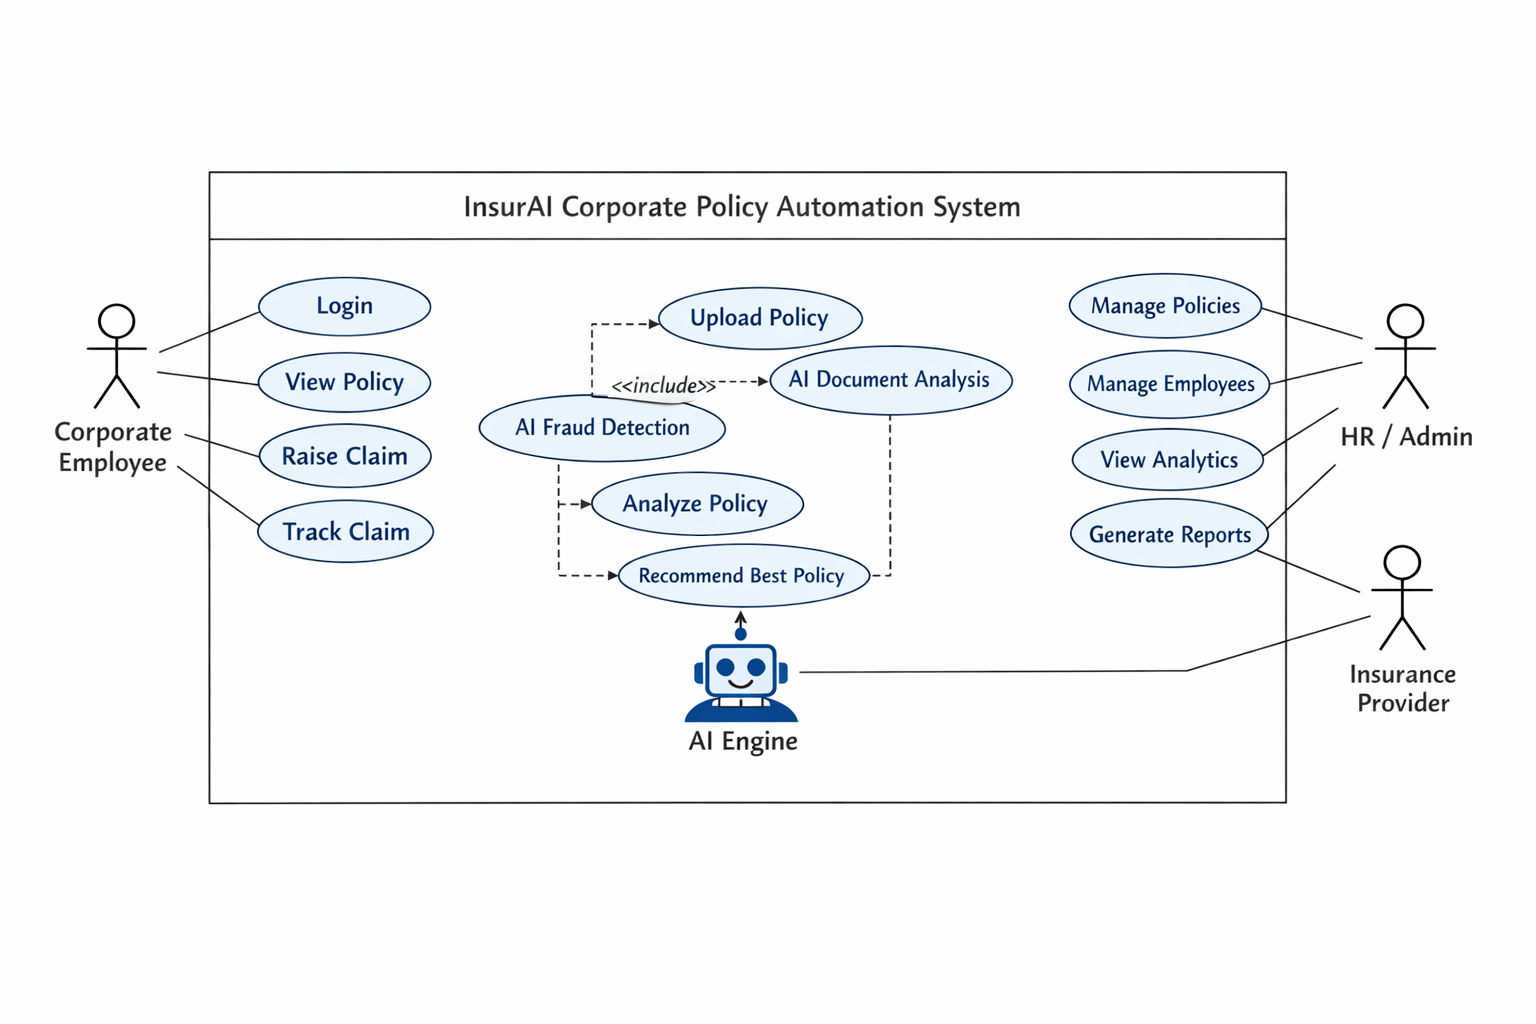 InsurAI Corporate Policy Automation System
Corporate
Employee
Login
View Policy
Raise Claim
Track Claim
Upload Policy
<<include>>
AI Document Analysis
AI Fraud Detection
Analyze Policy
Recommend Best Policy
AI Engine
Manage Policies
Manage Employees
View Analytics
Generate Reports
HR / Admin
Insurance
Provider